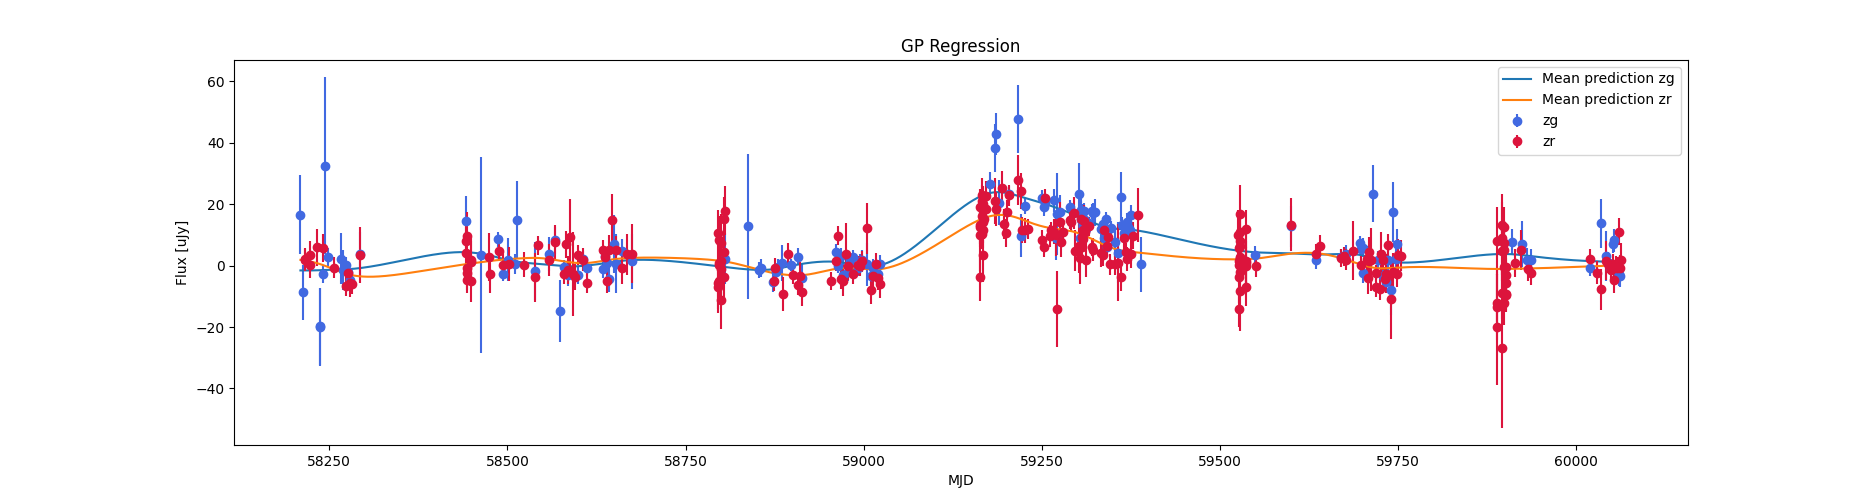 GP Regression
Flux [uJy]
60
40
20
0
−20
−40
Mean prediction zg
Mean prediction zr
zg
zr
58250
58500
58750
59000
59250
59500
59750
60000
MJD